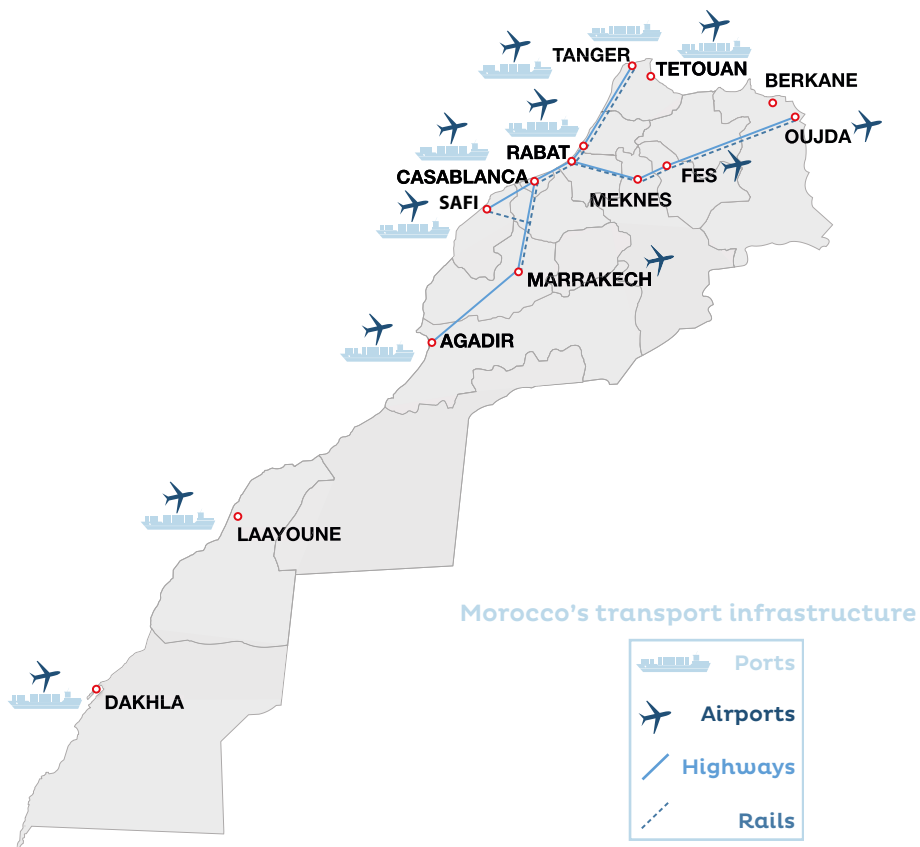 TANGER
TETOUAN
BERKANE
OUJDA
RABAT
FES
CASABLANCA
MEKNES
SAFI
MARRAKECH
AGADIR
LAAYOUNE
DAKHLA
Morocco's transport infrastructure
Ports
Airports
Highways
Rails